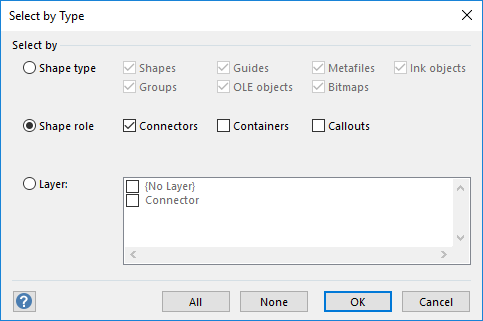 Select by Type
Select by
Shape type Shapes Guides Metafiles Ink objects
Groups OLE objects Bitmaps
Shape role Connectors Containers Callouts
Layer: {No Layer}
Connector
? All None OK Cancel